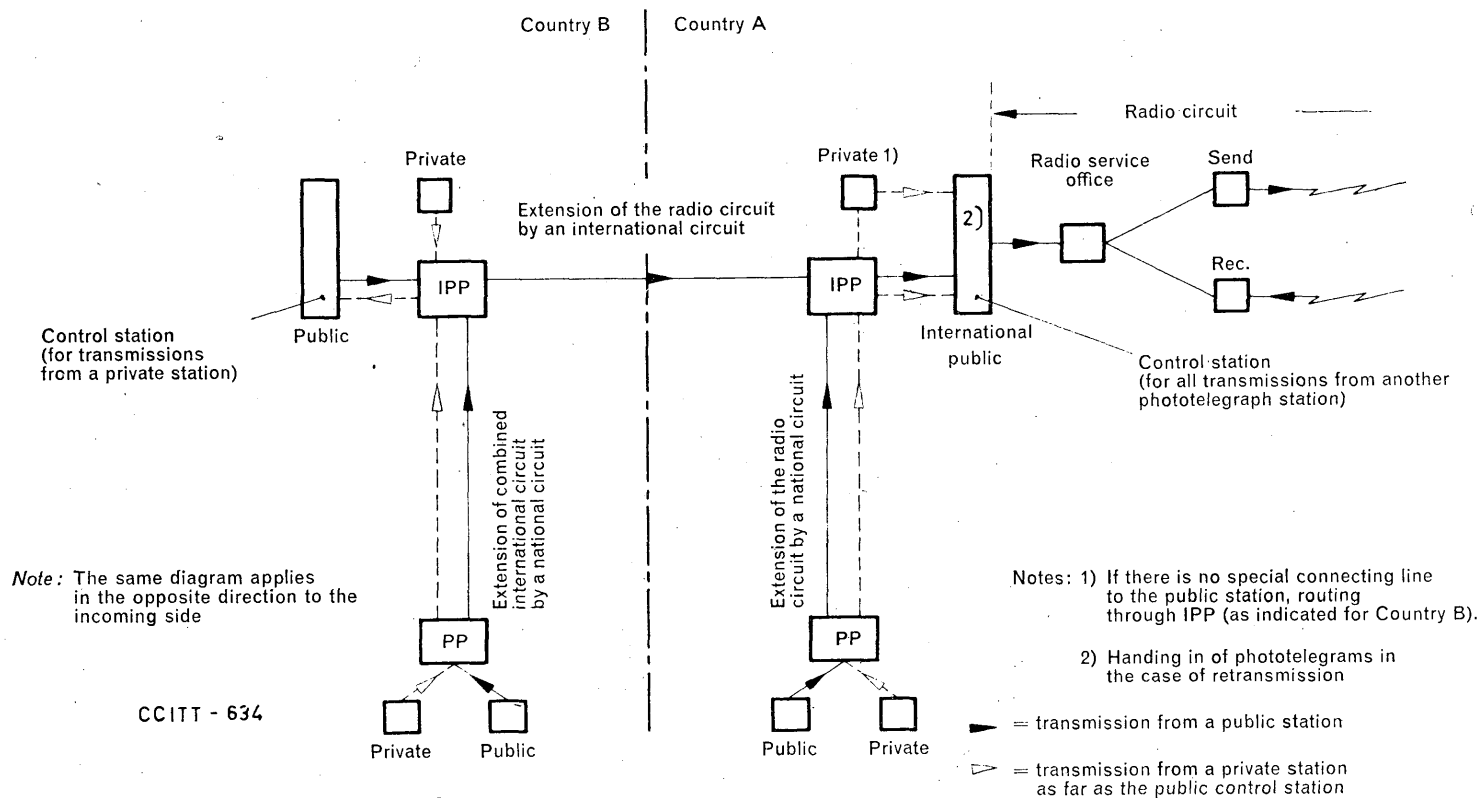 Country B
Country A
Radio circuit
Private
Private 1)
Radio service
office
Send
Extension of the radio circuit
by an international circuit
2)
IPP
IPP
Rec.
Control station
(for transmissions
from a private station)
Public
International
public
Control station
(for all transmissions from another
phototelegraph station)
Extension of combined
international circuit
by a national circuit
Extension of the radio
circuit by a national circuit
Note: The same diagram applies
in the opposite direction to the
incoming side
Notes: 1) If there is no special connecting line
to the public station, routing
through IPP (as indicated for Country B).
2) Handing in of phototelegrams in
the case of retransmission
PP
PP
CCITT - 634
Private
Public
Public
Private
= transmission from a public station
= transmission from a private station
as far as the public control station